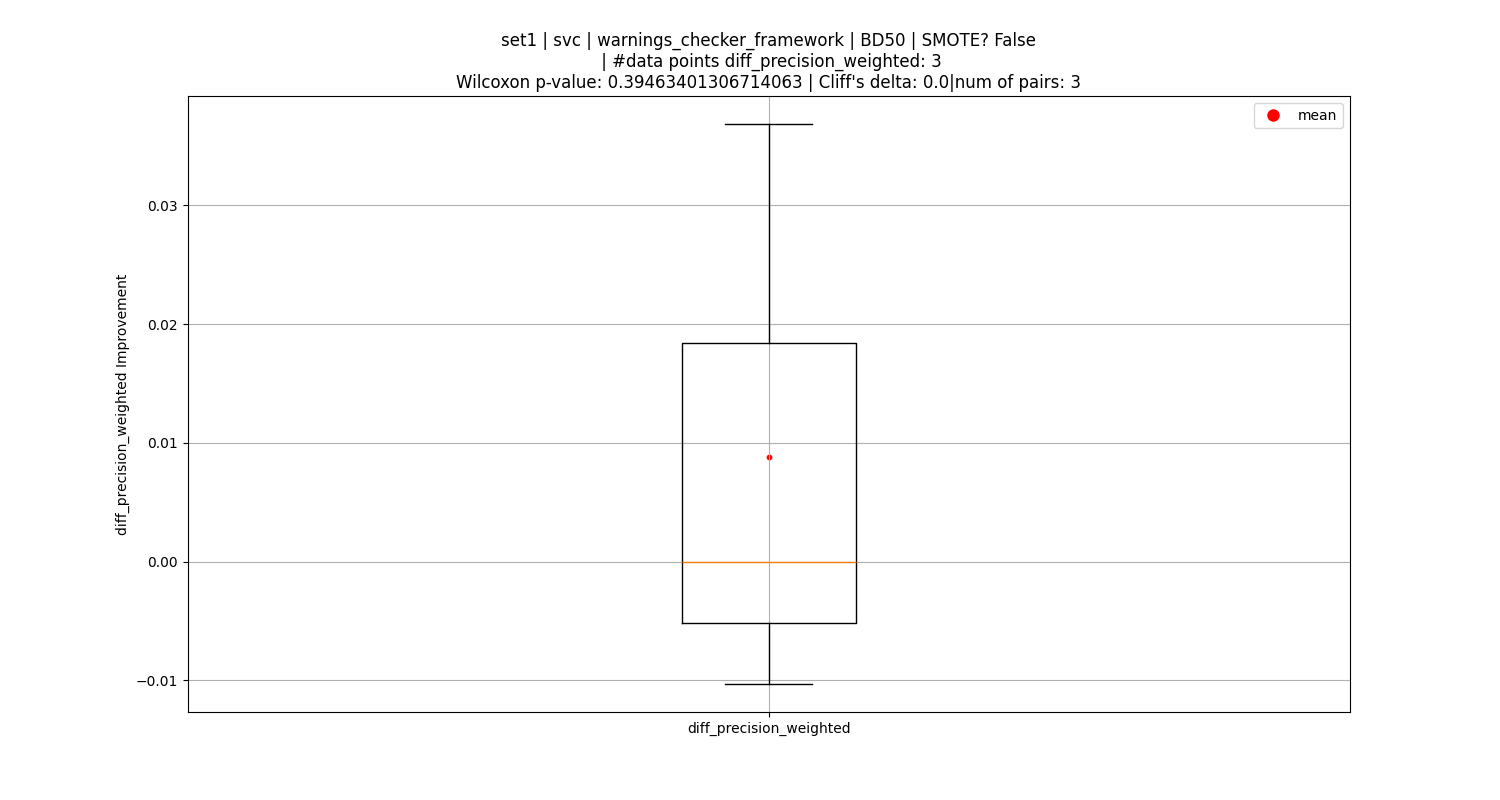 set1 | svc | warnings_checker_framework | BD50 | SMOTE? False
| #data points diff_precision_weighted: 3
Wilcoxon p-value: 0.39463401306714063 | Cliff's delta: 0.0|num of pairs: 3
mean
0.03
0.02
0.01
0.00
−0.01
diff_precision_weighted Improvement
diff_precision_weighted